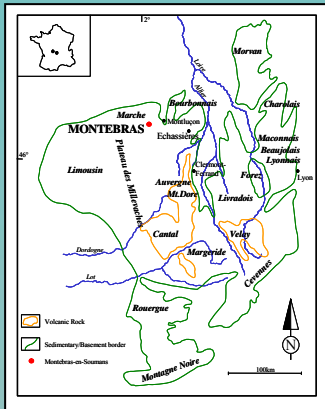 2°
Morvan
Loire
Allier
Bourbonnais
Charolais
Marche
Montluçon
MONTEBRAS
Echassières
Maconnais
Beaujolais
46
Lyonnais
Limousin
Plateau des Millevaches
Clermont-
Ferrand
Forez
Lyon
Auvergne
Mt.Dore
Livradois
Cantal
Velay
Dordogne
Margeride
Lot
Cevennes
Rouergue
Volcanic Rock
Sedimentary/Basement border
N
Montebras-en-Soumans
Montagne Noire
100km